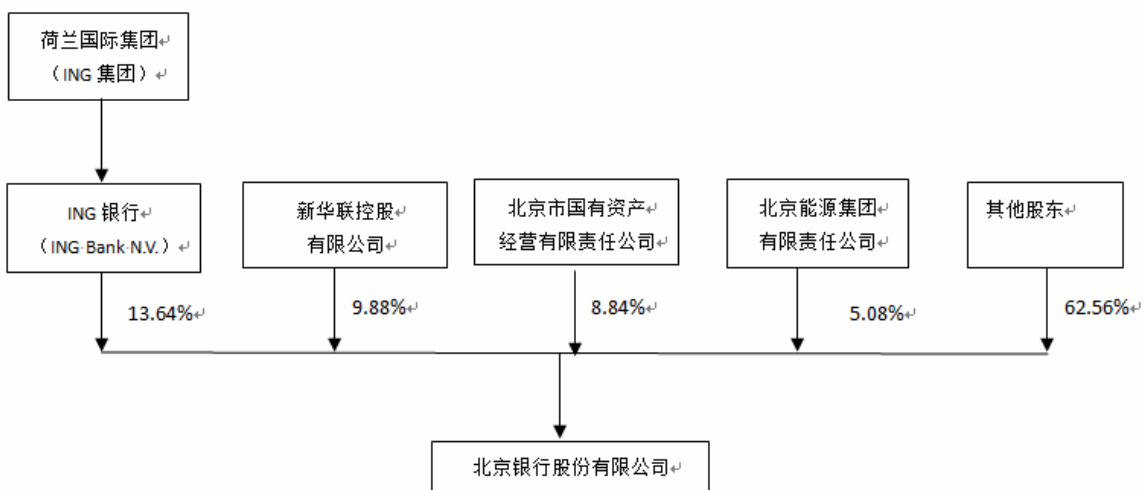 荷兰国际集团
（ING 集团）
ING 银行
（ING Bank N.V.）
新华联控股
有限公司
北京市国有资产
经营有限责任公司
北京能源集团
有限责任公司
其他股东
13.64%
9.88%
8.84%
5.08%
62.56%
北京银行股份有限公司